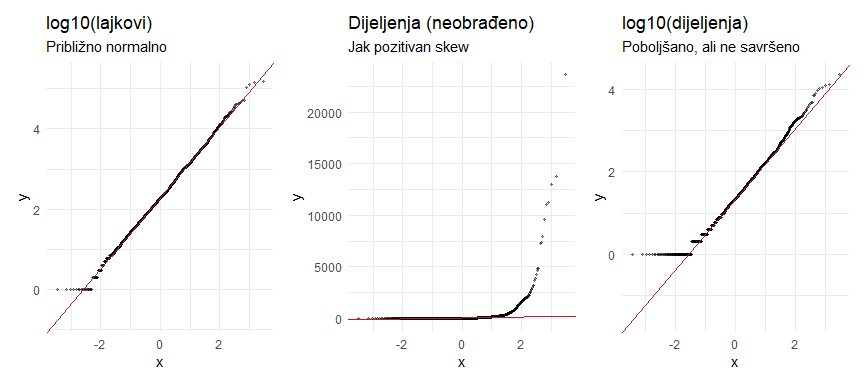 log10(lajkovi)
Približno normalno
4
2
0
y
-2
0
2
x
Dijeljenja (neobrađeno)
Jak pozitivan skew
20000
15000
10000
5000
0
y
-2
0
2
x
log10(dijeljenja)
Poboljšano, ali ne savršeno
4
2
0
y
-2
0
2
x